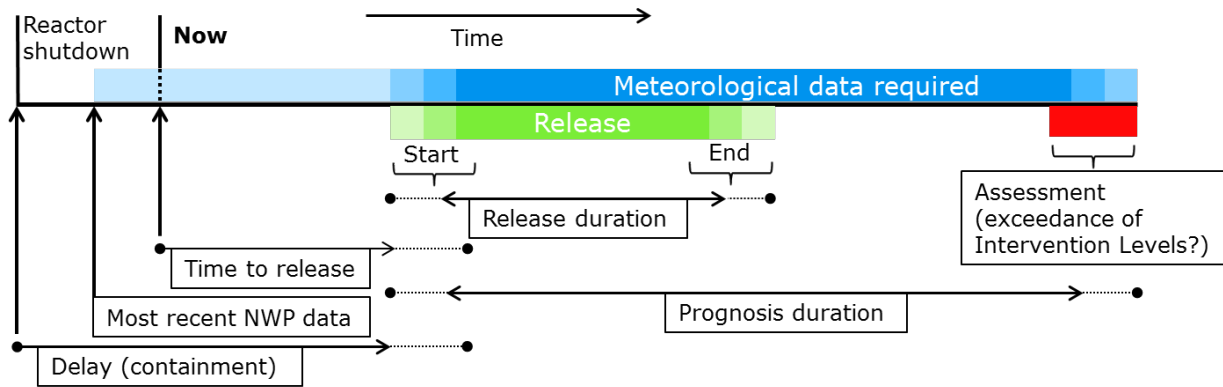 Reactor
shutdown
Now
Time
Meteorological data required
Release
Start
End
Release duration
Assessment
(exceedance of
Intervention Levels?)
Time to release
Most recent NWP data
Prognosis duration
Delay (containment)